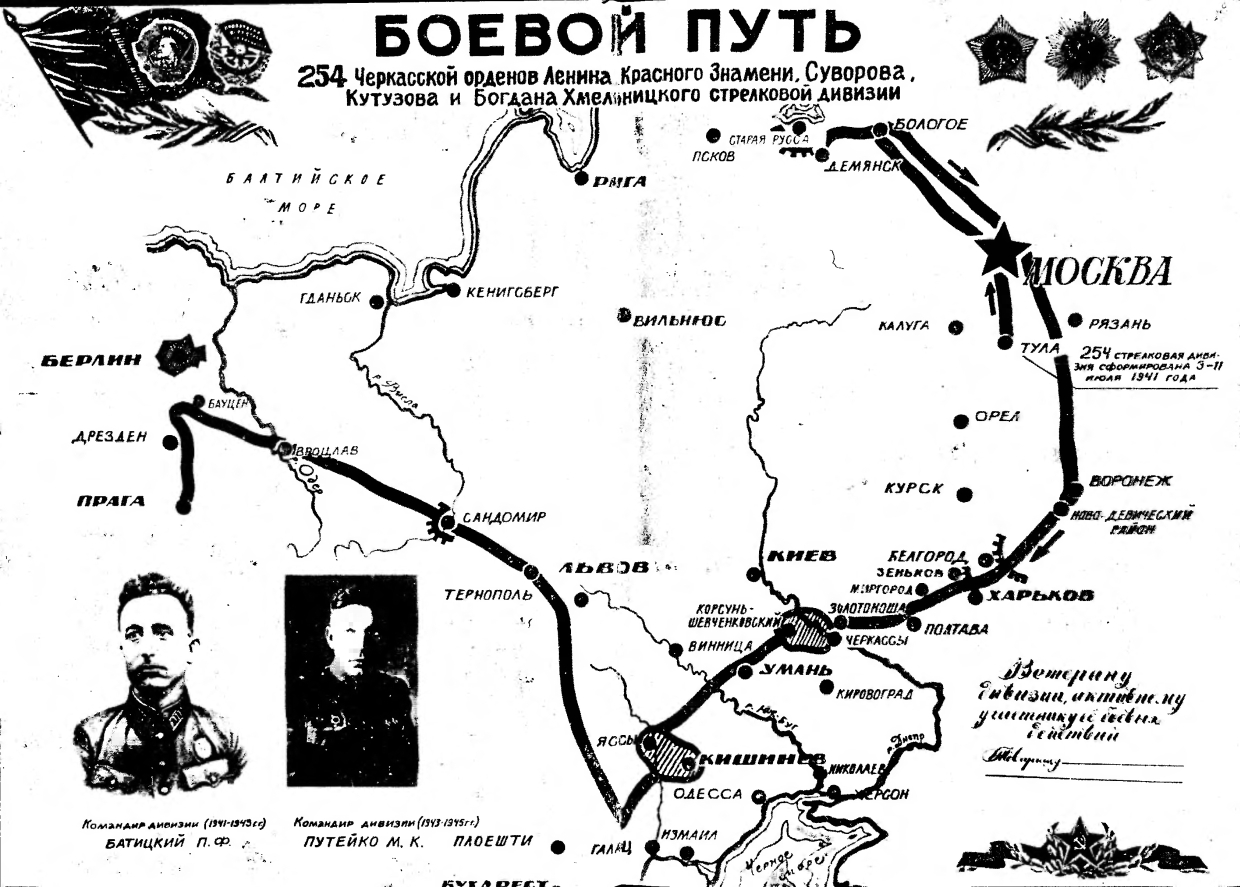 БОЕВОЙ ПУТЬ
254 Черкасской орденов Ленина Красного Знамени, Суворова,
Кутузова и Богдана Хмельницкого стрелковой дивизии
БОЛОГОЕ
СТАРАЯ РУССА
ПСКОВ
ДЕМЯНСК
БАЛТИЙСКОЕ
МОРЕ
РИГА
МОСКВА
ГДАНЬСК
КЕНИГСБЕРГ
ВИЛЬНЮС
КАЛУГА
РЯЗАНЬ
ТУЛА
254 СТРЕЛКОВАЯ ДИВИ-
ЗИЯ СФОРМИРОВАНА 3-11
ИЮЛЯ 1941 ГОДА
БЕРЛИН
р. Висла
БАУЦЕН
ОРЕЛ
ДРЕЗДЕН
ВРОЦЛАВ
р. Одер
КУРСК
ВОРОНЕЖ
НОВО-ДЕВИЧЕСКИЙ
РАЙОН
ПРАГА
САНДОМИР
КИЕВ
БЕЛГОРОД
ЗЕНЬКОВ
ЛЬВОВ
МИРГОРОД
ХАРЬКОВ
ТЕРНОПОЛЬ
КОРСУНЬ-
ШЕВЧЕНКОВСКИЙ
ЗОЛОТОНОША
ПОЛТАВА
ЧЕРКАССЫ
ВИННИЦА
УМАНЬ
КИРОВОГРАД
Ветерану
дивизии, активному
участнику боевых
действий
Товарищу
р. Юж-Буг
р. Днепр
ЯССЫ
КИШИНЕВ
НИКОЛАЕВ
ОДЕССА
ХЕРСОН
Командир дивизии (1941-1943гг)
БАТИЦКИЙ П.Ф.
Командир дивизии (1943-1945гг.)
ПУТЕЙКО М. К.
ПЛОЕШТИ
ГАЛАЦ
ИЗМАИЛ
Черное
море
БУХАРЕСТ